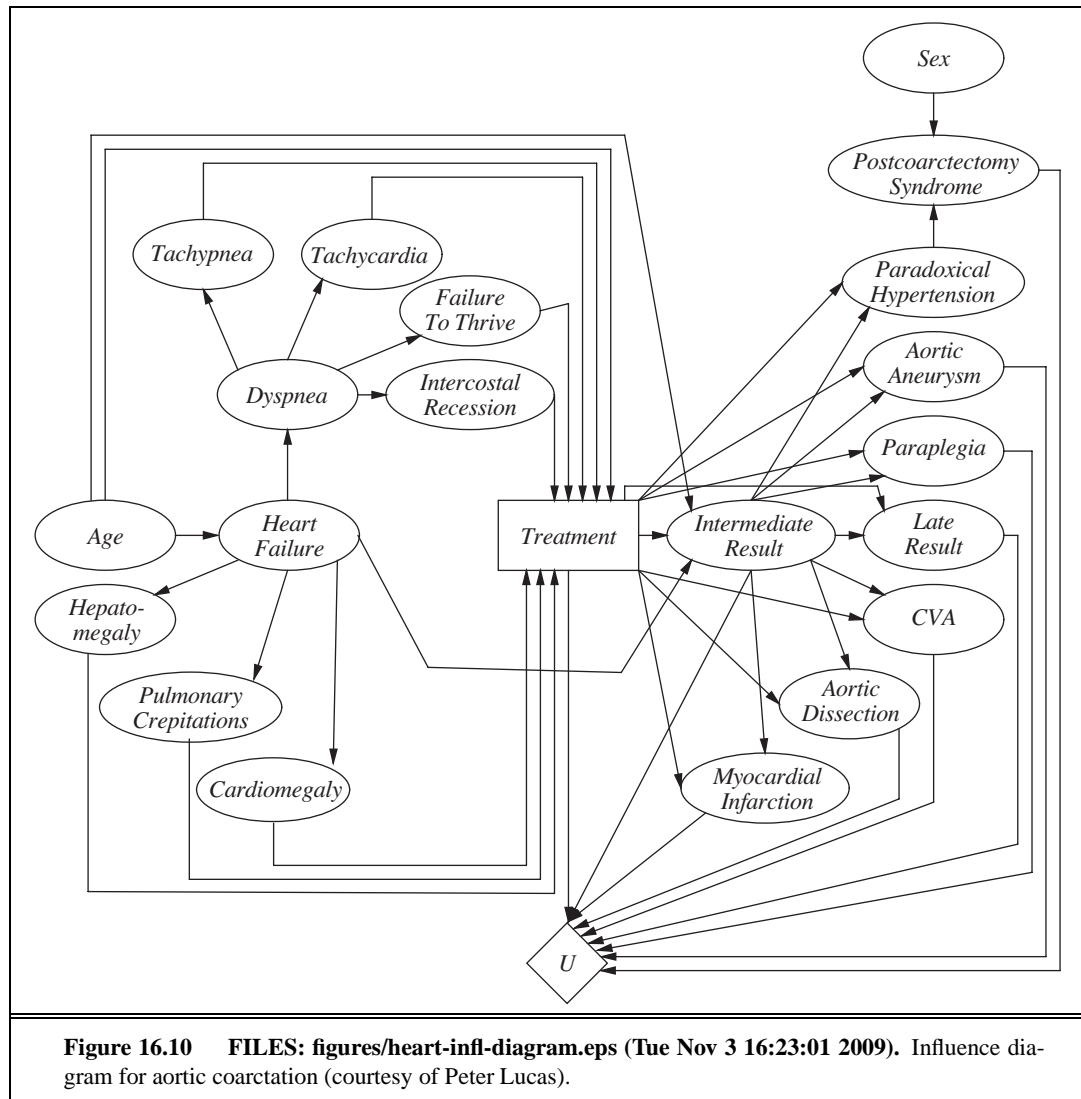 Sex
Postcoarctectomy
Syndrome
Tachypnea
Tachycardia
Paradoxical
Hypertension
Failure
To Thrive
Aortic
Aneurysm
Dyspnea
Intercostal
Recession
Paraplegia
Age
Heart
Failure
Treatment
Intermediate
Result
Late
Result
Hepato-
megaly
CVA
Pulmonary
Crepitations
Aortic
Dissection
Cardiomegaly
Myocardial
Infarction
U
Figure 16.10 FILES: figures/heart-infl-diagram.eps (Tue Nov 3 16:23:01 2009). Influence dia-
gram for aortic coarctation (courtesy of Peter Lucas).